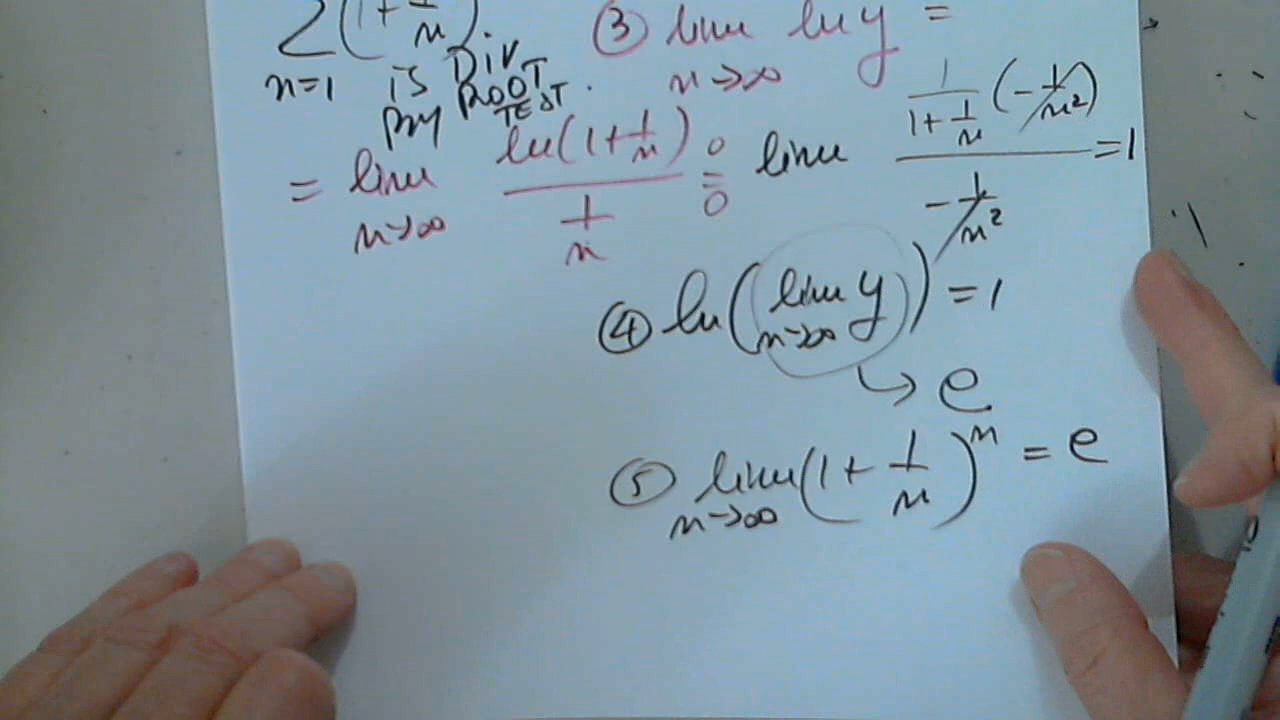 ∑(1+1/n)
n=1 is DIV
by ROOT TEST.
③ lim ln y =
n→∞
= lim n→∞ ln(1+1/n) / (1/n) 0 = 0 lim (1/(1+1/n) (-1/n²)) / (-1/n²) = 1
④ ln(lim n→∞ y) = 1
↳ e
⑤ lim n→∞ (1+1/n)^n = e